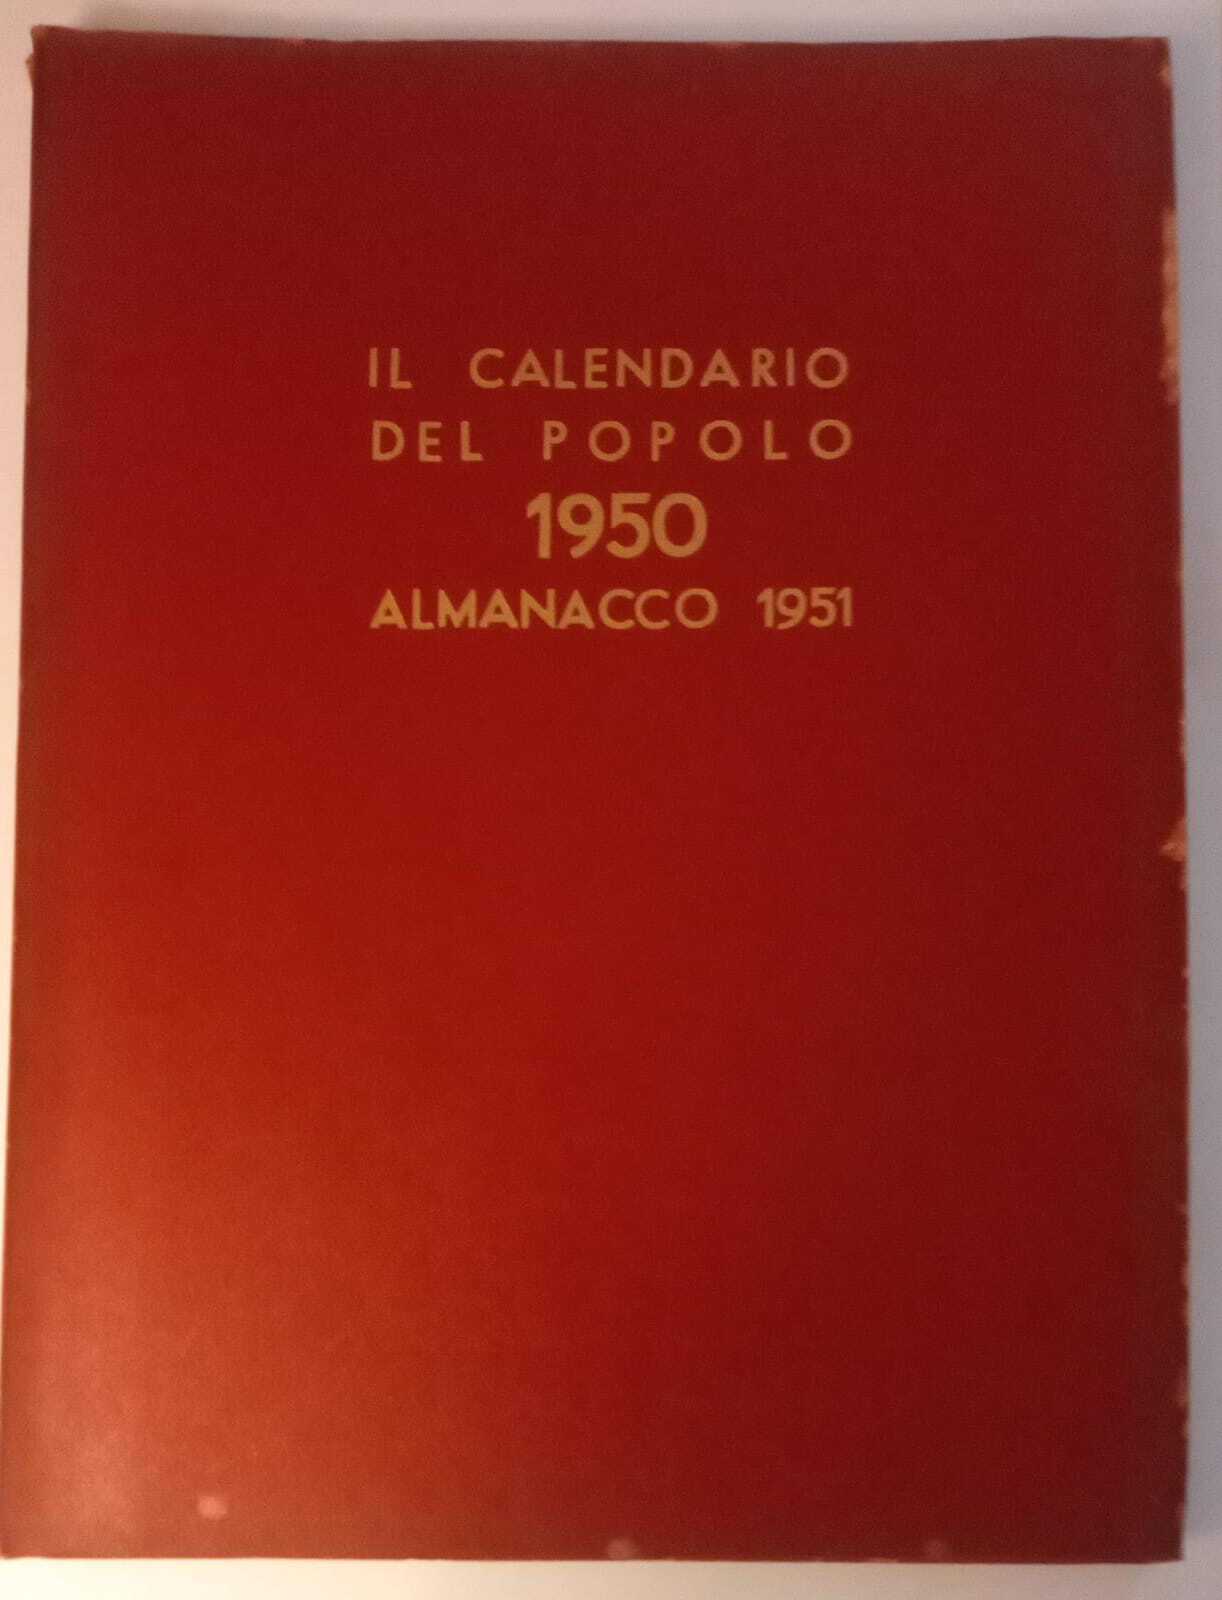 IL CALENDARIO
DEL POPOLO
1950
ALMANACCO 1951